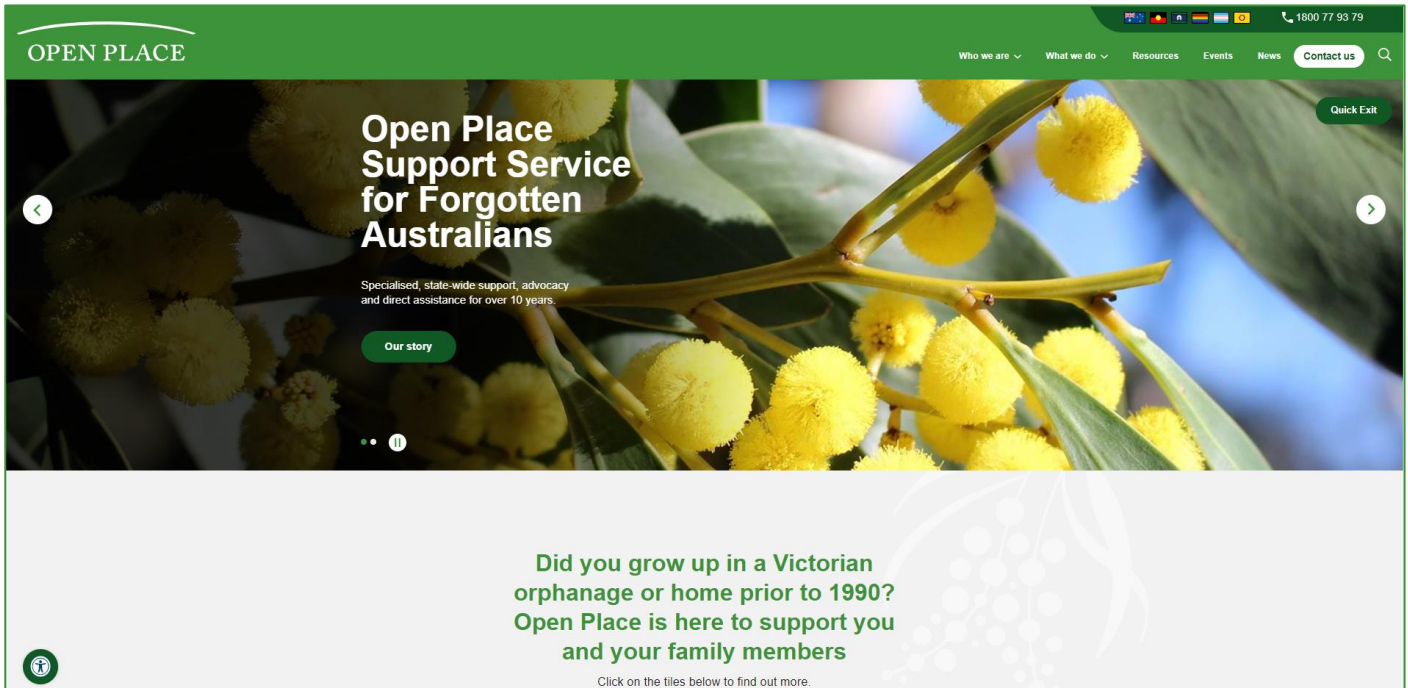 1800 77 93 79
OPEN PLACE
Who we are
What we do
Resources
Events
News
Contact us
Quick Exit
Open Place
Support Service
for Forgotten
Australians
Specialised, state-wide support, advocacy
and direct assistance for over 10 years.
Our story
Did you grow up in a Victorian
orphanage or home prior to 1990?
Open Place is here to support you
and your family members
Click on the tiles below to find out more.